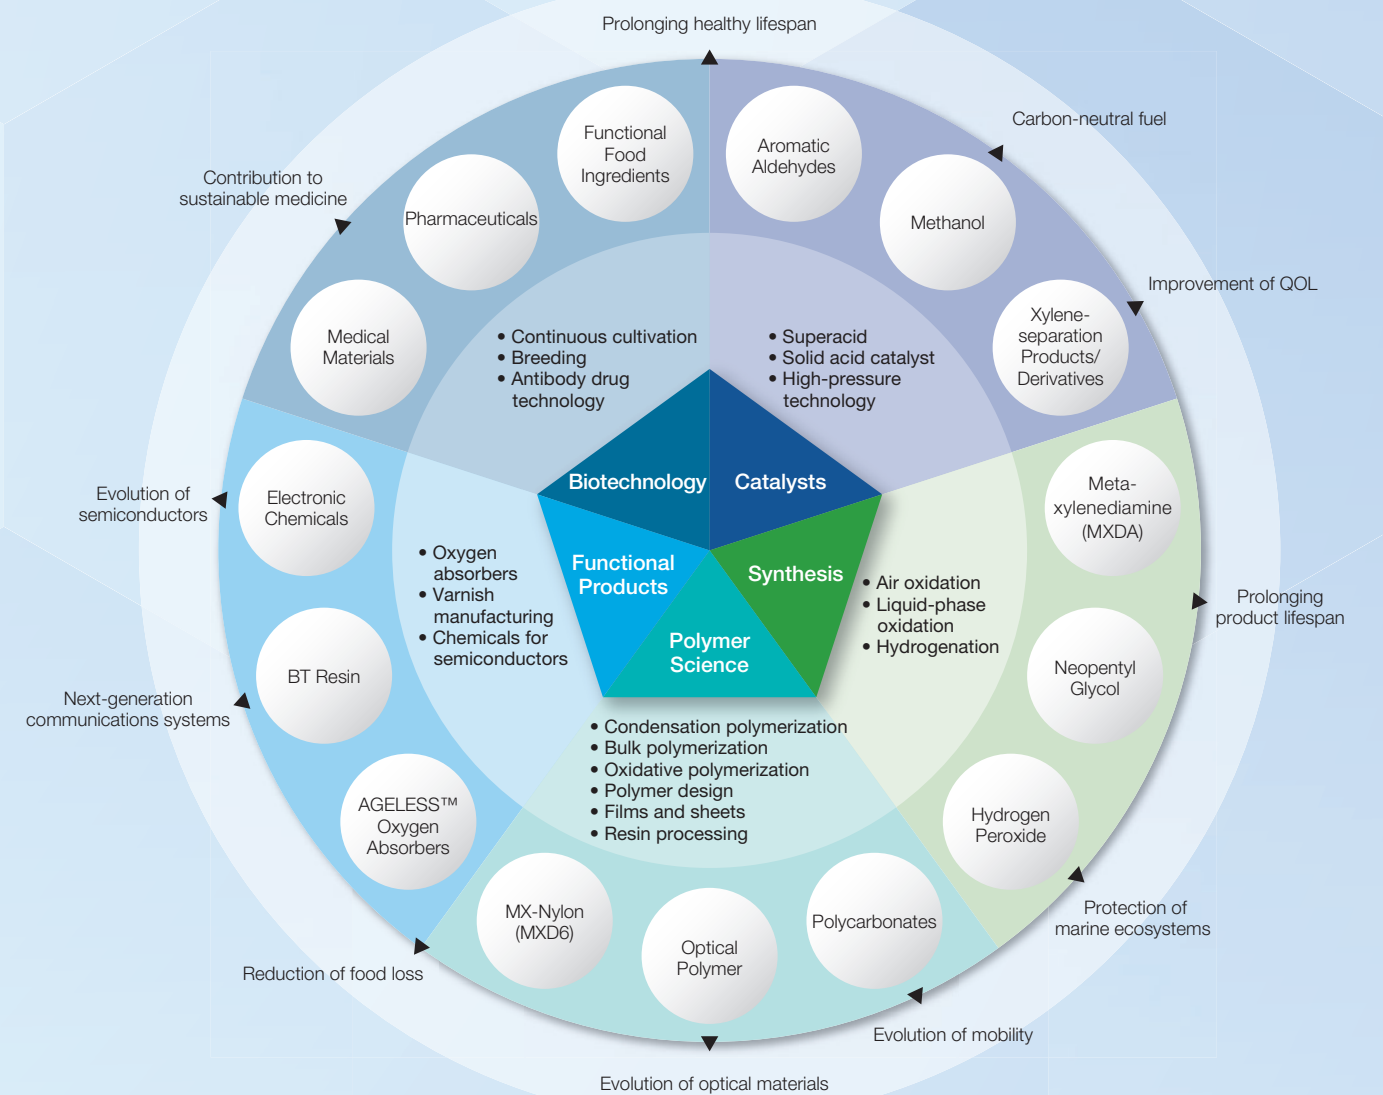 Prolonging healthy lifespan
Carbon-neutral fuel
Improvement of QOL
Prolonging
product lifespan
Protection of
marine ecosystems
Evolution of mobility
Evolution of optical materials
Reduction of food loss
Next-generation
communications systems
Evolution of
semiconductors
Contribution to
sustainable medicine
Functional
Food
Ingredients
Pharmaceuticals
Medical
Materials
Aromatic
Aldehydes
Methanol
Xylene-
separation
Products/
Derivatives
Meta-
xylenediamine
(MXDA)
Neopentyl
Glycol
Hydrogen
Peroxide
Polycarbonates
Optical
Polymer
MX-Nylon
(MXD6)
AGELESS™
Oxygen
Absorbers
BT Resin
Electronic
Chemicals
• Continuous cultivation
• Breeding
• Antibody drug
technology
• Superacid
• Solid acid catalyst
• High-pressure
technology
Biotechnology
Catalysts
Functional
Products
Synthesis
Polymer
Science
• Oxygen
absorbers
• Varnish
manufacturing
• Chemicals for
semiconductors
• Air oxidation
• Liquid-phase
oxidation
• Hydrogenation
• Condensation polymerization
• Bulk polymerization
• Oxidative polymerization
• Polymer design
• Films and sheets
• Resin processing